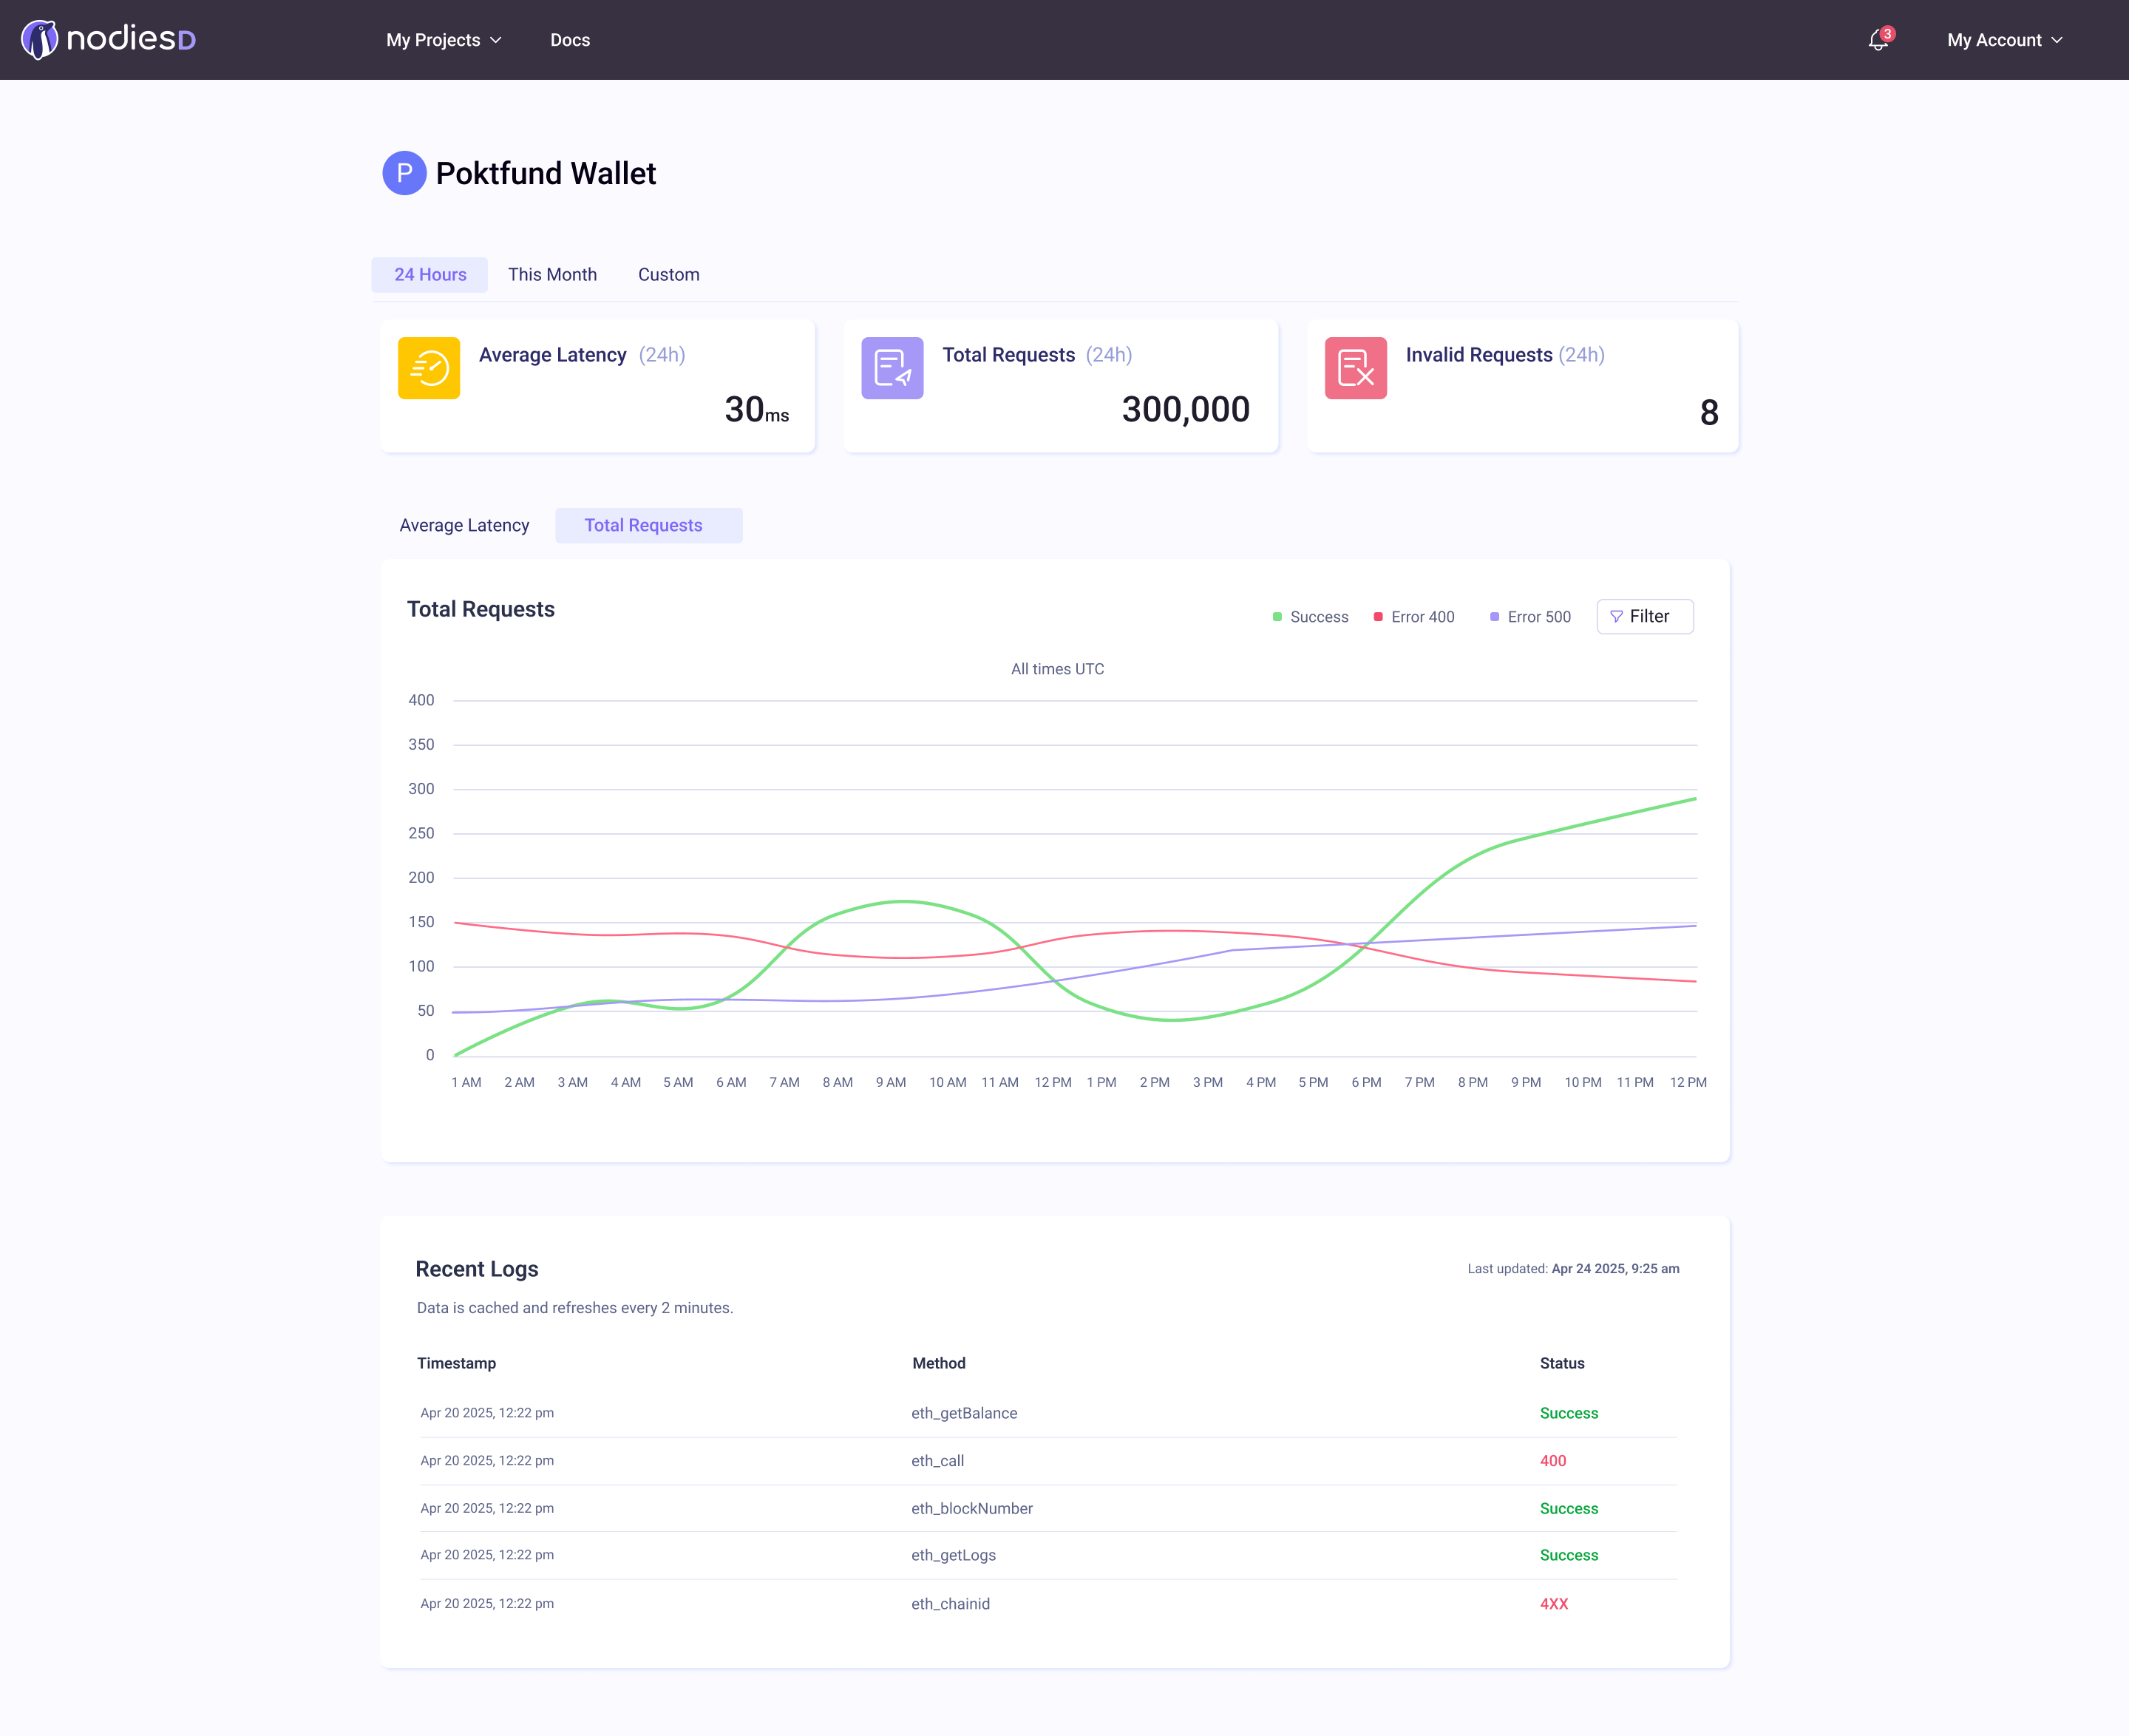 nodiesD My Projects Docs 3 My Account
P Poktfund Wallet
24 Hours This Month Custom
Average Latency (24h)
30ms
Total Requests (24h)
300,000
Invalid Requests (24h)
8
Average Latency Total Requests
Total Requests
Success Error 400 Error 500 Filter
All times UTC
400
350
300
250
200
150
100
50
0
1 AM 2 AM 3 AM 4 AM 5 AM 6 AM 7 AM 8 AM 9 AM 10 AM 11 AM 12 PM 1 PM 2 PM 3 PM 4 PM 5 PM 6 PM 7 PM 8 PM 9 PM 10 PM 11 PM 12 PM
Recent Logs Last updated: Apr 24 2025, 9:25 am
Data is cached and refreshes every 2 minutes.
Timestamp Method Status
Apr 20 2025, 12:22 pm eth_getBalance Success
Apr 20 2025, 12:22 pm eth_call 400
Apr 20 2025, 12:22 pm eth_blockNumber Success
Apr 20 2025, 12:22 pm eth_getLogs Success
Apr 20 2025, 12:22 pm eth_chainid 4XX